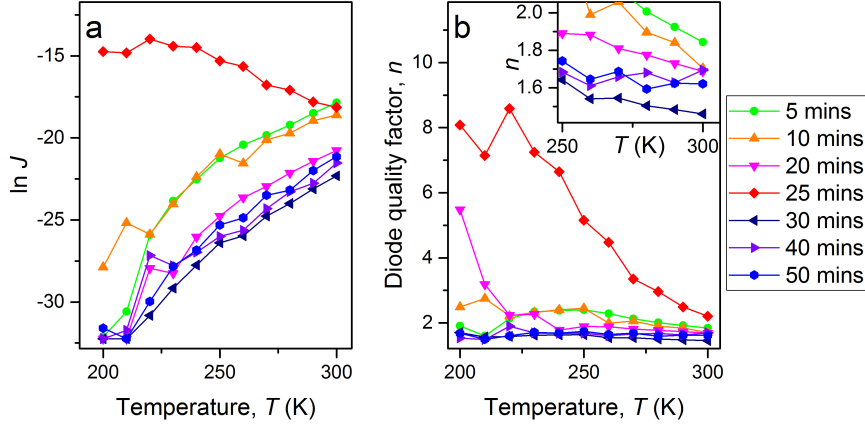 a
-15
-20
-25
-30
ln J
200
250
300
Temperature, T (K)
b
10
8
6
4
2
Diode quality factor, n
200
250
300
Temperature, T (K)
2.0
1.8
1.6
n
250
300
T (K)
5 mins
10 mins
20 mins
25 mins
30 mins
40 mins
50 mins